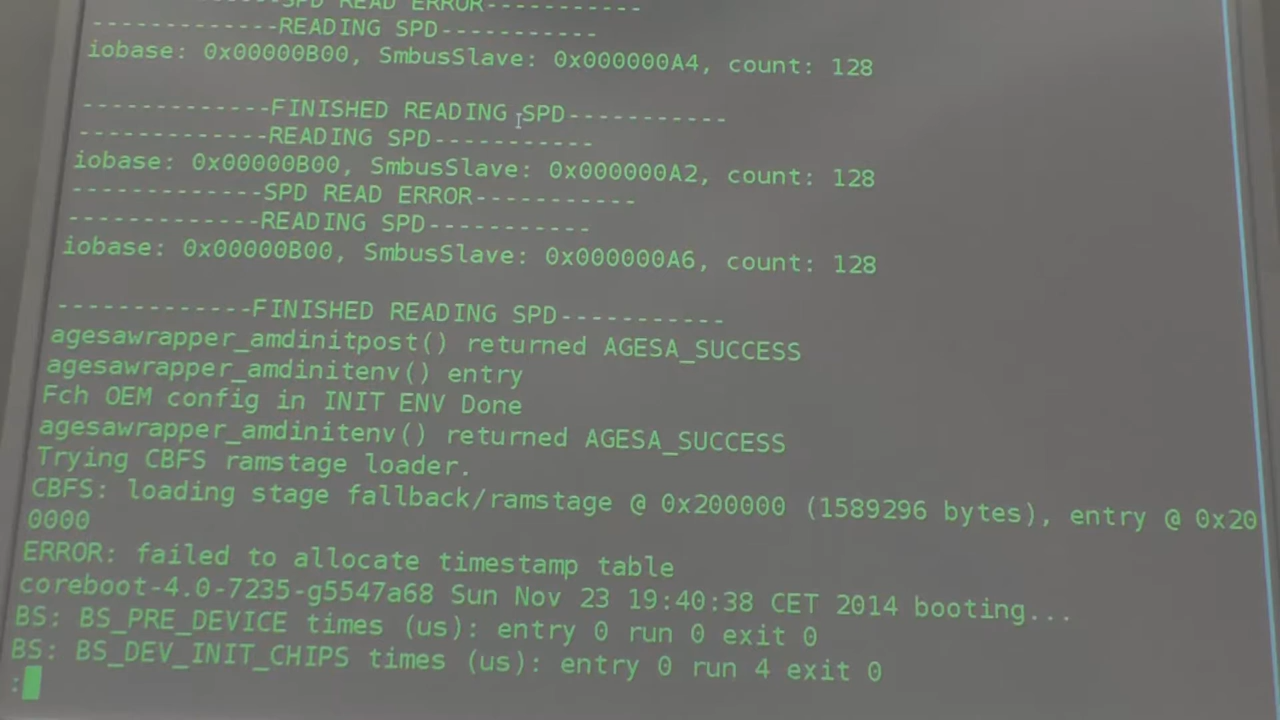 ------------SPD READ ERROR-----------
-------------READING SPD-----------
iobase: 0x00000B00, SmbusSlave: 0x000000A4, count: 128
-------------FINISHED READING SPD-----------
-------------READING SPD-----------
iobase: 0x00000B00, SmbusSlave: 0x000000A2, count: 128
-------------SPD READ ERROR-----------
-------------READING SPD-----------
iobase: 0x00000B00, SmbusSlave: 0x000000A6, count: 128
-------------FINISHED READING SPD-----------
agesawrapper_amdinitpost() returned AGESA_SUCCESS
agesawrapper_amdinitenv() entry
Fch OEM config in INIT ENV Done
agesawrapper_amdinitenv() returned AGESA_SUCCESS
Trying CBFS ramstage loader.
CBFS: loading stage fallback/ramstage @ 0x200000 (1589296 bytes), entry @ 0x20
0000
ERROR: failed to allocate timestamp table
coreboot-4.0-7235-g5547a68 Sun Nov 23 19:40:38 CET 2014 booting...
BS: BS_PRE_DEVICE times (us): entry 0 run 0 exit 0
BS: BS_DEV_INIT_CHIPS times (us): entry 0 run 4 exit 0
: